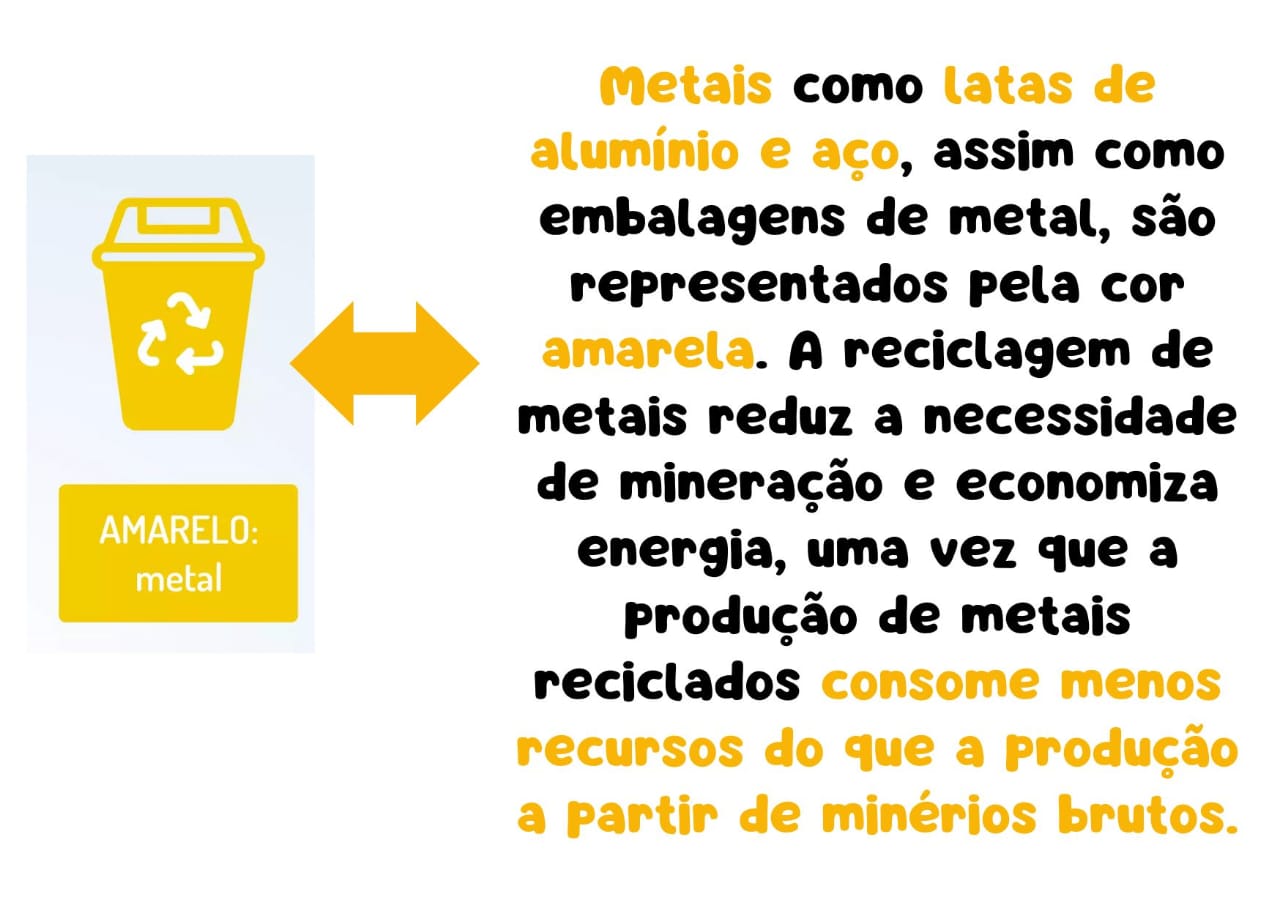 AMARELO:
metal
Metais como latas de
alumínio e aço, assim como
embalagens de metal, são
representados pela cor
amarela. A reciclagem de
metais reduz a necessidade
de mineração e economiza
energia, uma vez que a
produção de metais
reciclados consome menos
recursos do que a produção
a partir de minérios brutos.